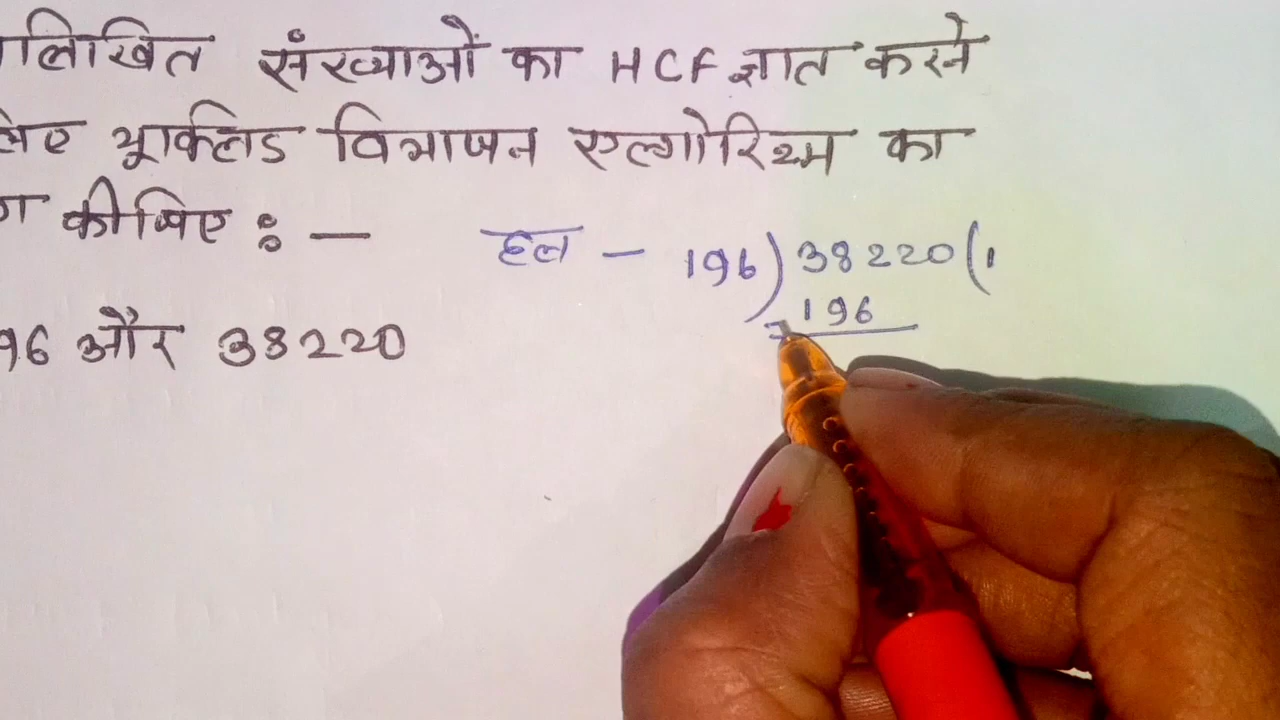 लिखित संख्याओं का HCF ज्ञात करने
लिए यूक्लिड विभाजन एल्गोरिथ्म का
कीजिए : —
96 और 38220
हल - 196) 38220 (1
196